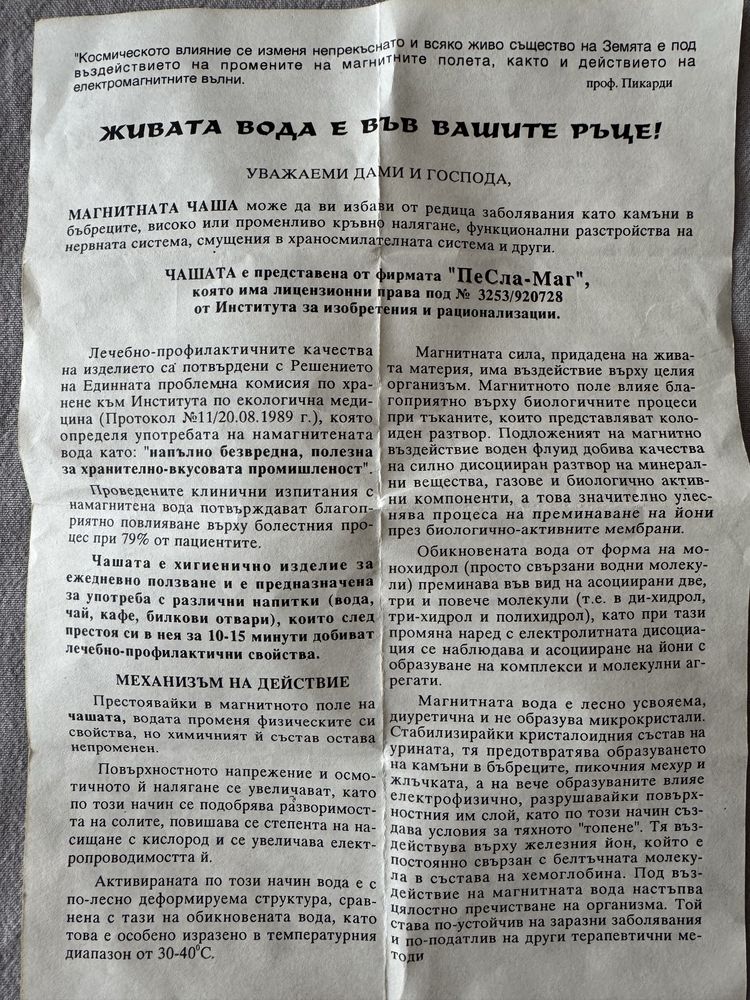 "Космическото влияние се изменя непрекъснато и всяко живо същество на Земята е под
въздействието на промените на магнитните полета, както и действието на
електромагнитните вълни.
проф. Пикарди
ЖИВАТА ВОДА Е ВЪВ ВАШИТЕ РЪЦЕ!
УВАЖАЕМИ ДАМИ И ГОСПОДА,
МАГНИТНАТА ЧАША може да ви избави от редица заболявания като камъни в
бъбреците, високо или променливо кръвно налягане, функционални разстройства на
нервната система, смущения в храносмилателната система и други.
ЧАШАТА е представена от фирмата "ПеСла-Маг",
която има лицензионни права под № 3253/920728
от Института за изобретения и рационализации.
Лечебно-профилактичните качества
на изделието са потвърдени с Решението
на Единната проблемна комисия по хра-
нене към Института по екологична меди-
цина (Протокол №11/20.08.1989 г.), която
определя употребата на намагнитената
вода като: "напълно безвредна, полезна
за хранително-вкусовата промишленост".
Проведените клинични изпитания с
намагнитена вода потвърждават благоп-
риятно повлияване върху болестния про-
цес при 79% от пациентите.
Чашата е хигиенично изделие за
ежедневно ползване и е предназначена
за употреба с различни напитки (вода,
чай, кафе, билкови отвари), които след
престоя си в нея за 10-15 минути добиват
лечебно-профилактични свойства.
МЕХАНИЗЪМ НА ДЕЙСТВИЕ
Престоявайки в магнитното поле на
чашата, водата променя физическите си
свойства, но химичният й състав остава
непроменен.
Повърхностното напрежение и осмо-
тичното й налягане се увеличават, като
по този начин се подобрява разворимост-
та на солите, повишава се степента на на-
сищане с кислород и се увеличава елект-
ропроводимостта й.
Активираната по този начин вода е с
по-лесно деформируема структура, срав-
нена с тази на обикновената вода, като
това е особено изразено в температурния
диапазон от 30-40°С.
Магнитната сила, придадена на жива-
та материя, има въздействие върху целия
организъм. Магнитното поле влияе бла-
гоприятно върху биологичните процеси
при тъканите, които представляват коло-
иден разтвор. Подложеният на магнитно
въздействие воден флуид добива качества
на силно дисоцииран разтвор на минерал-
ни вещества, газове и биологично актив-
ни компоненти, а това значително улес-
нява процеса на преминаване на йони
през биологично-активните мембрани.
Обикновената вода от форма на мо-
нохидрол (просто свързани водни молеку-
ли) преминава във вид на асоциирани две,
три и повече молекули (т.е. в ди-хидрол,
три-хидрол и полихидрол), като при тази
промяна наред с електролитната дисоциа-
ция се наблюдава и асоцииране на йони с
образуване на комплекси и молекулни аг-
регати.
Магнитната вода е лесно усвояема,
диуретична и не образува микрокристали.
Стабилизирайки кристалоидния състав на
урината, тя предотвратява образуването
на камъни в бъбреците, пикочния мехур и
жлъчката, а на вече образуваните влияе
електрофизично, разрушавайки повърх-
ностния им слой, като по този начин съз-
дава условия за тяхното "топене". Тя въз-
действува върху железния йон, който е
постоянно свързан с белтъчната молеку-
ла в състава на хемоглобина. Под въз-
действие на магнитната вода настъпва
цялостно пречистване на организма. Той
става по-устойчив на заразни заболявания
и по-податлив на други терапевтични ме-
тоди